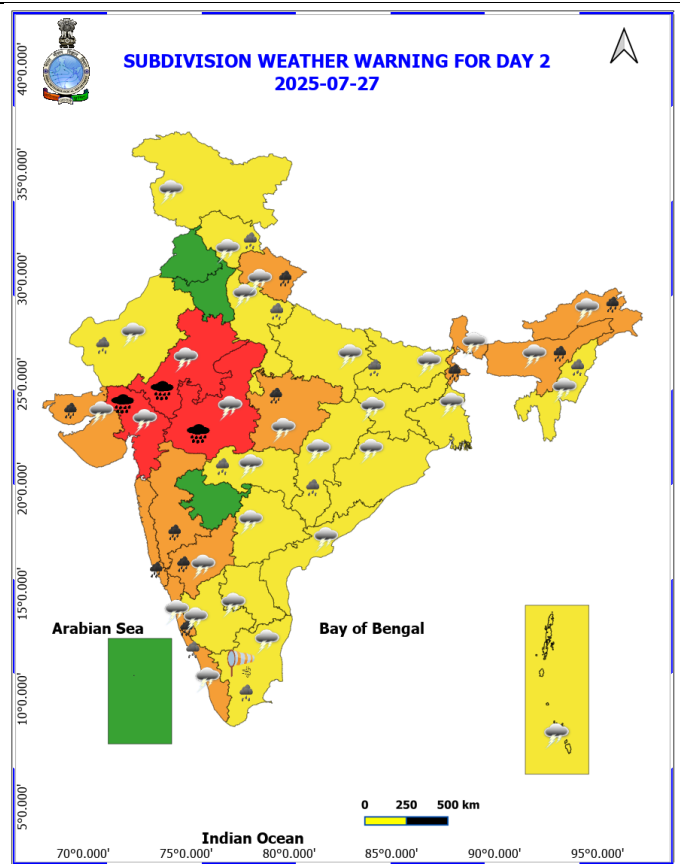 SUBDIVISION WEATHER WARNING FOR DAY 2
2025-07-27
40°0.000'
35°0.000'
30°0.000'
25°0.000'
20°0.000'
15°0.000'
10°0.000'
5°0.000'
Arabian Sea
Bay of Bengal
0 250 500 km
Indian Ocean
70°0.000' 75°0.000' 80°0.000' 85°0.000' 90°0.000' 95°0.000'